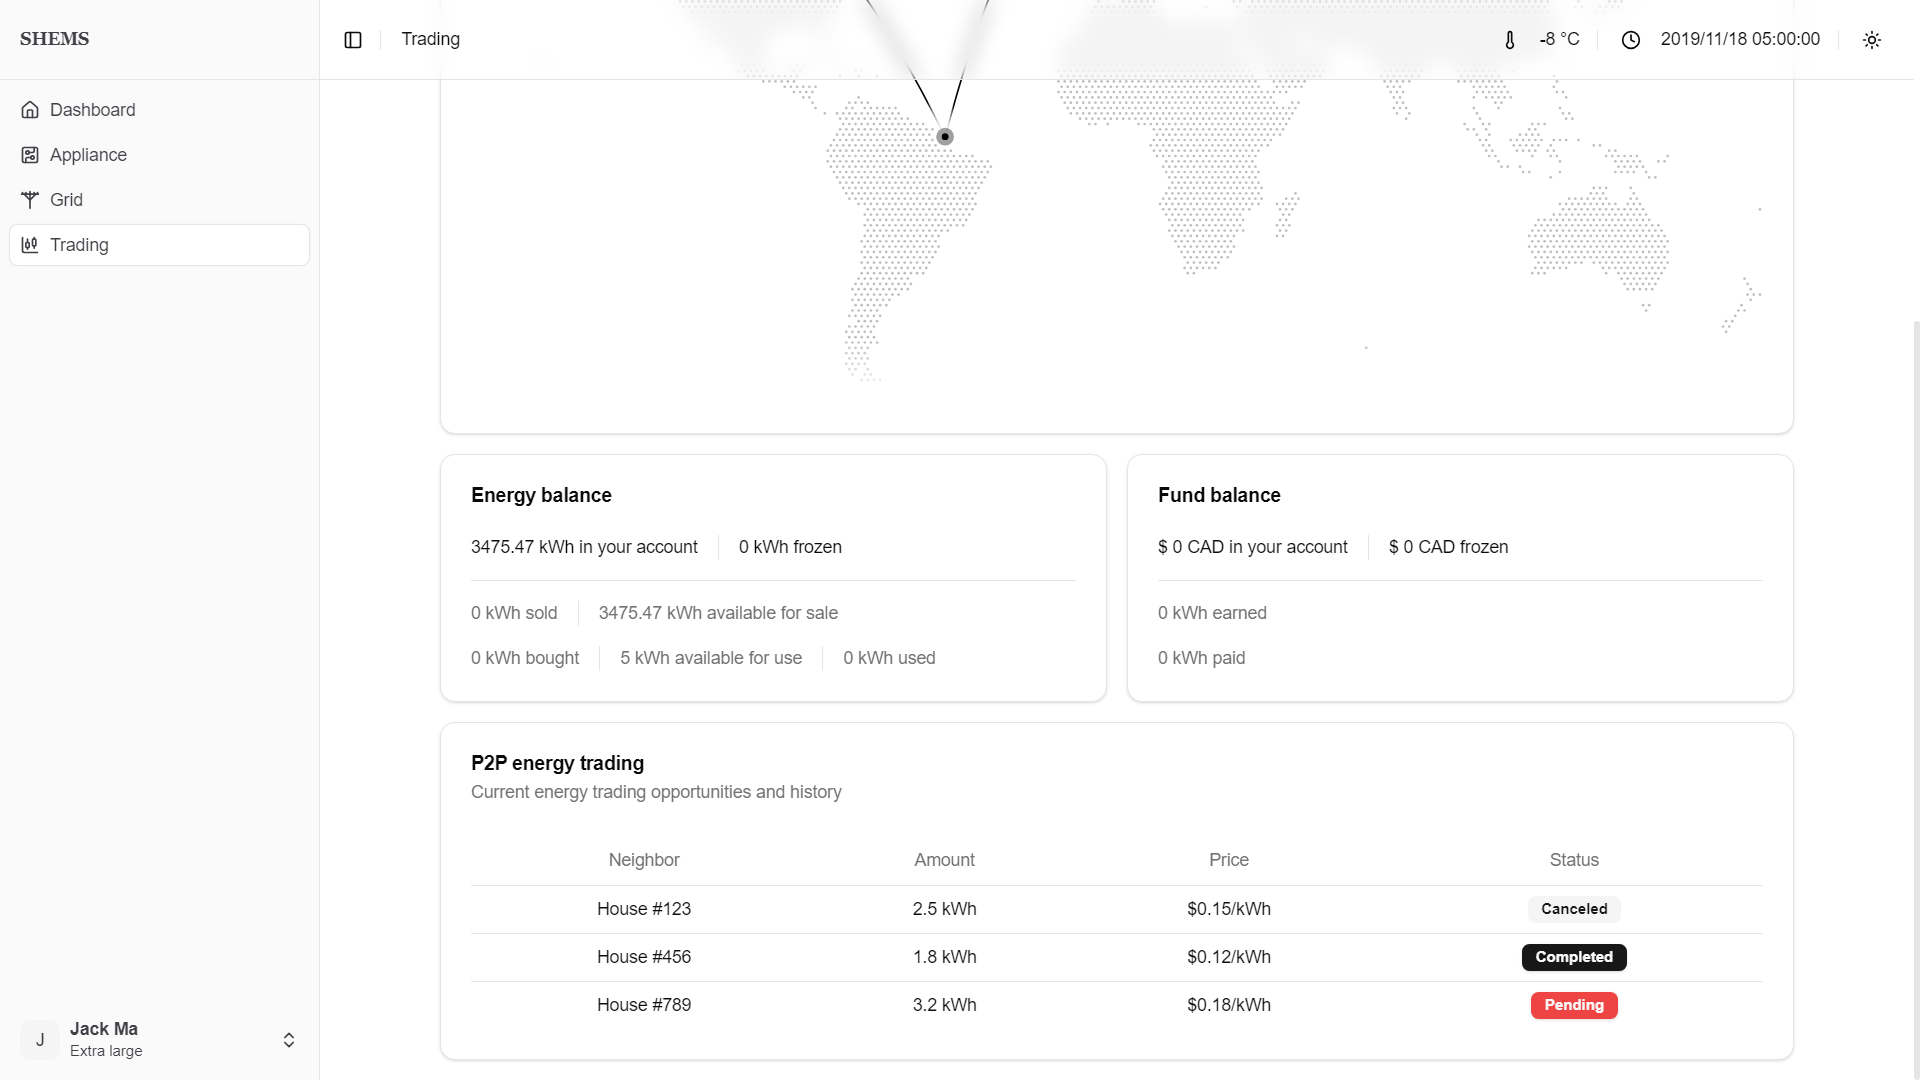 SHEMS
Trading
-8 °C
2019/11/18 05:00:00
Dashboard
Appliance
Grid
Trading
Energy balance
3475.47 kWh in your account
0 kWh frozen
0 kWh sold
3475.47 kWh available for sale
0 kWh bought
5 kWh available for use
0 kWh used
Fund balance
$ 0 CAD in your account
$ 0 CAD frozen
0 kWh earned
0 kWh paid
P2P energy trading
Current energy trading opportunities and history
Neighbor Amount Price Status
House #123 2.5 kWh $0.15/kWh Canceled
House #456 1.8 kWh $0.12/kWh Completed
House #789 3.2 kWh $0.18/kWh Pending
J
Jack Ma
Extra large